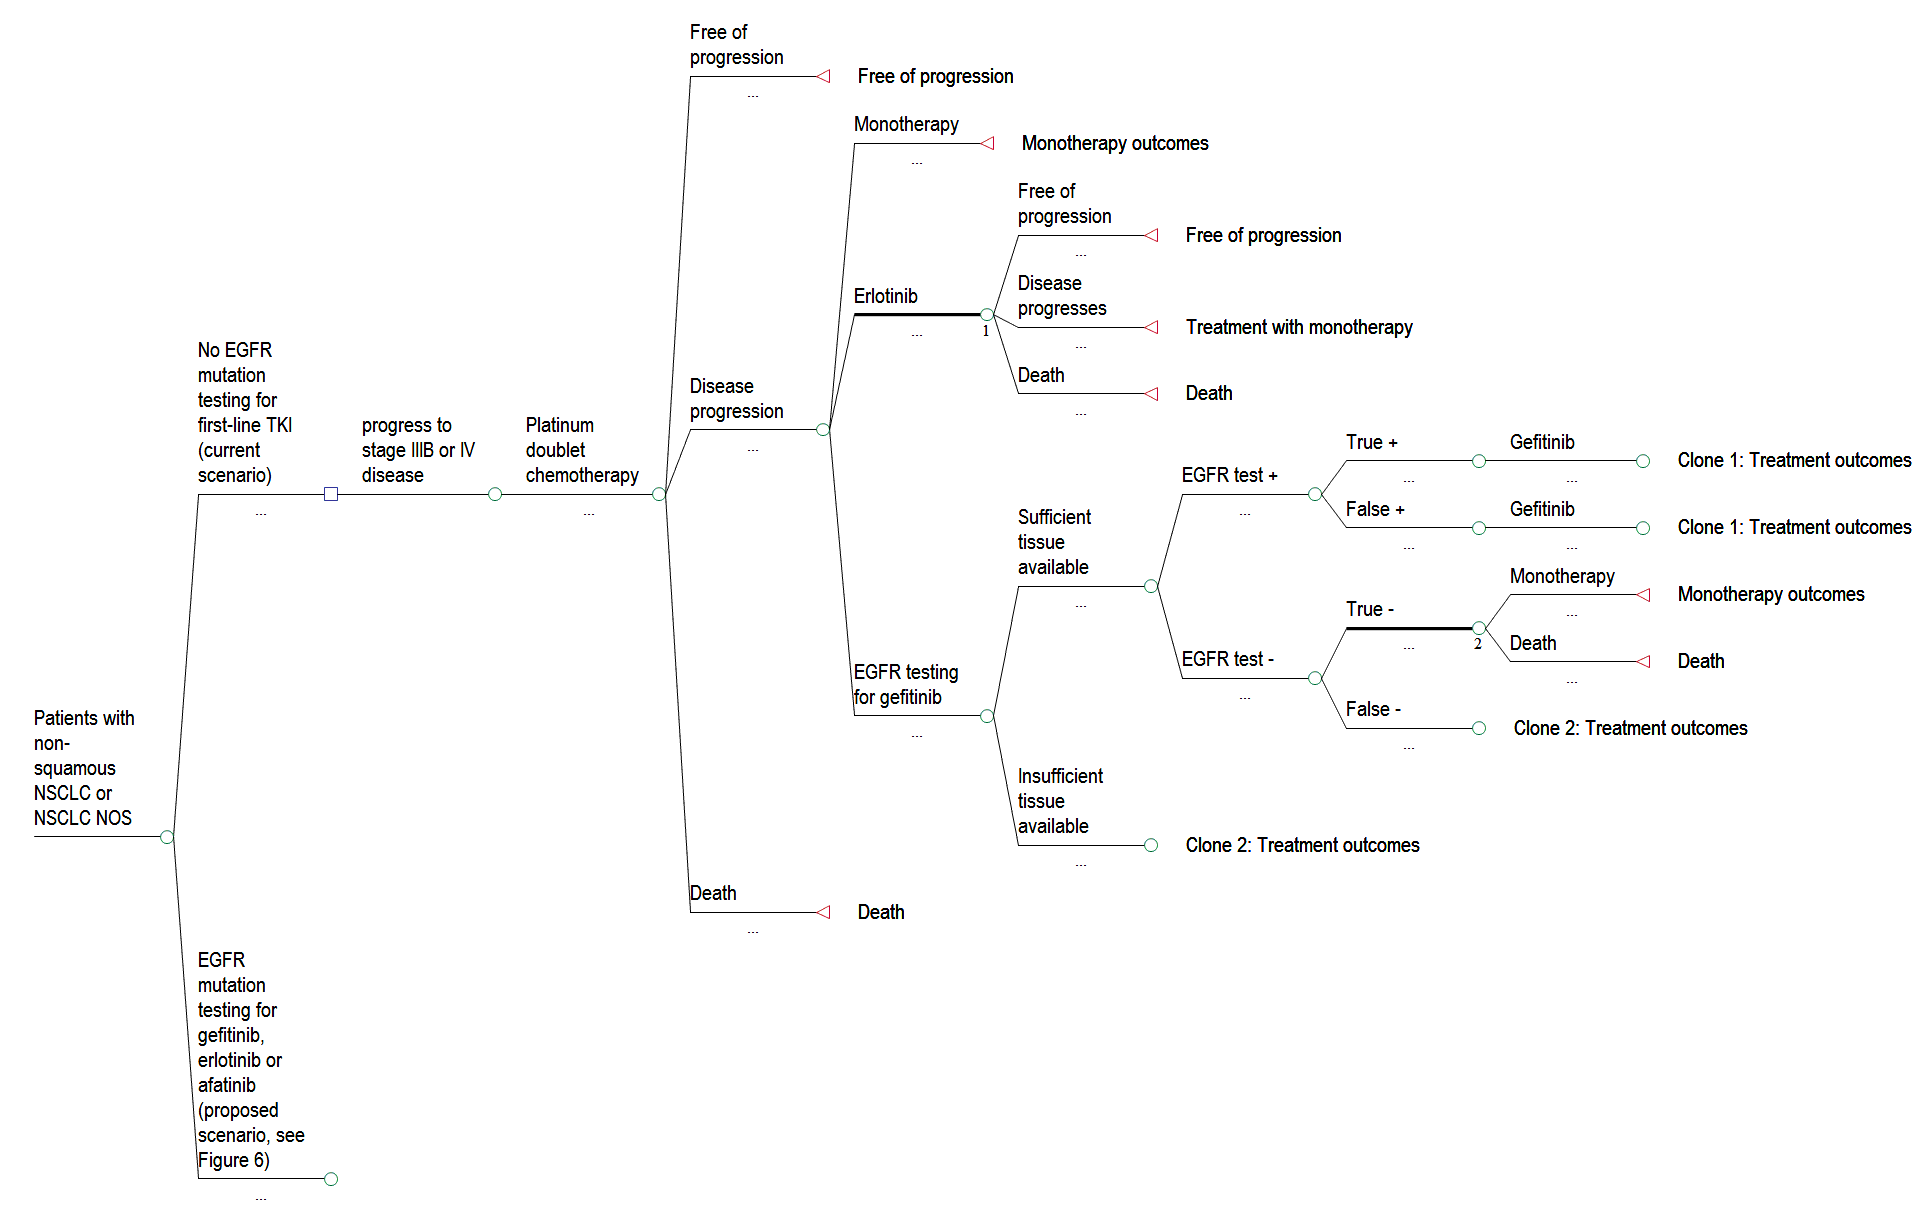 Free of
progression
...
Free of progression
Monotherapy
...
Monotherapy outcomes
Free of
progression
...
Free of progression
Erlotinib
...
1
Disease
progresses
...
Treatment with monotherapy
Death
...
Death
No EGFR
mutation
testing for
first-line TKI
(current
scenario)
...
progress to
stage IIIB or IV
disease
Platinum
doublet
chemotherapy
...
Disease
progression
...
True +
...
Gefitinib
...
Clone 1: Treatment outcomes
EGFR test +
...
False +
...
Gefitinib
...
Clone 1: Treatment outcomes
Sufficient
tissue
available
...
Monotherapy
...
Monotherapy outcomes
True -
...
2
Death
...
Death
EGFR test -
...
False -
...
Clone 2: Treatment outcomes
EGFR testing
for gefitinib
...
Insufficient
tissue
available
...
Clone 2: Treatment outcomes
Patients with
non-
squamous
NSCLC or
NSCLC NOS
Death
...
Death
EGFR
mutation
testing for
gefitinib,
erlotinib or
afatinib
(proposed
scenario, see
Figure 6)
...